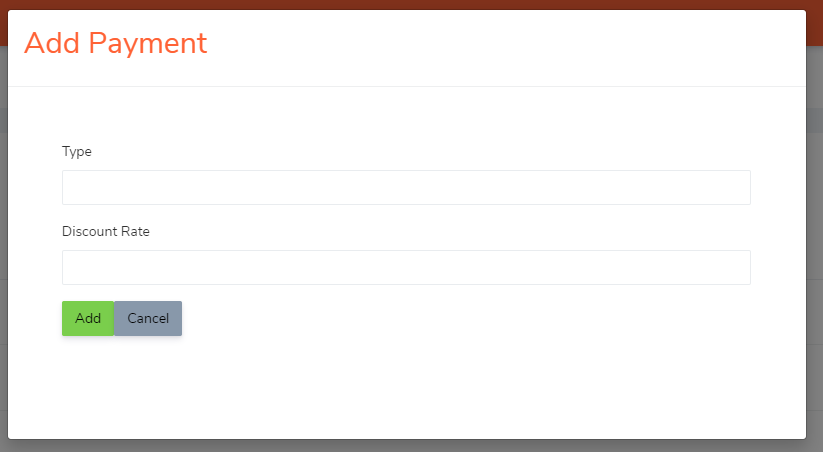 Add Payment
Type
Discount Rate
Add Cancel